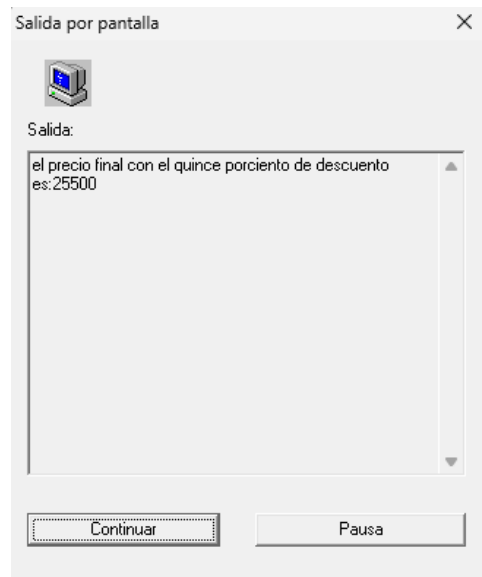 Salida por pantalla
Salida:
el precio final con el quince porciento de descuento
es:25500
Continuar
Pausa